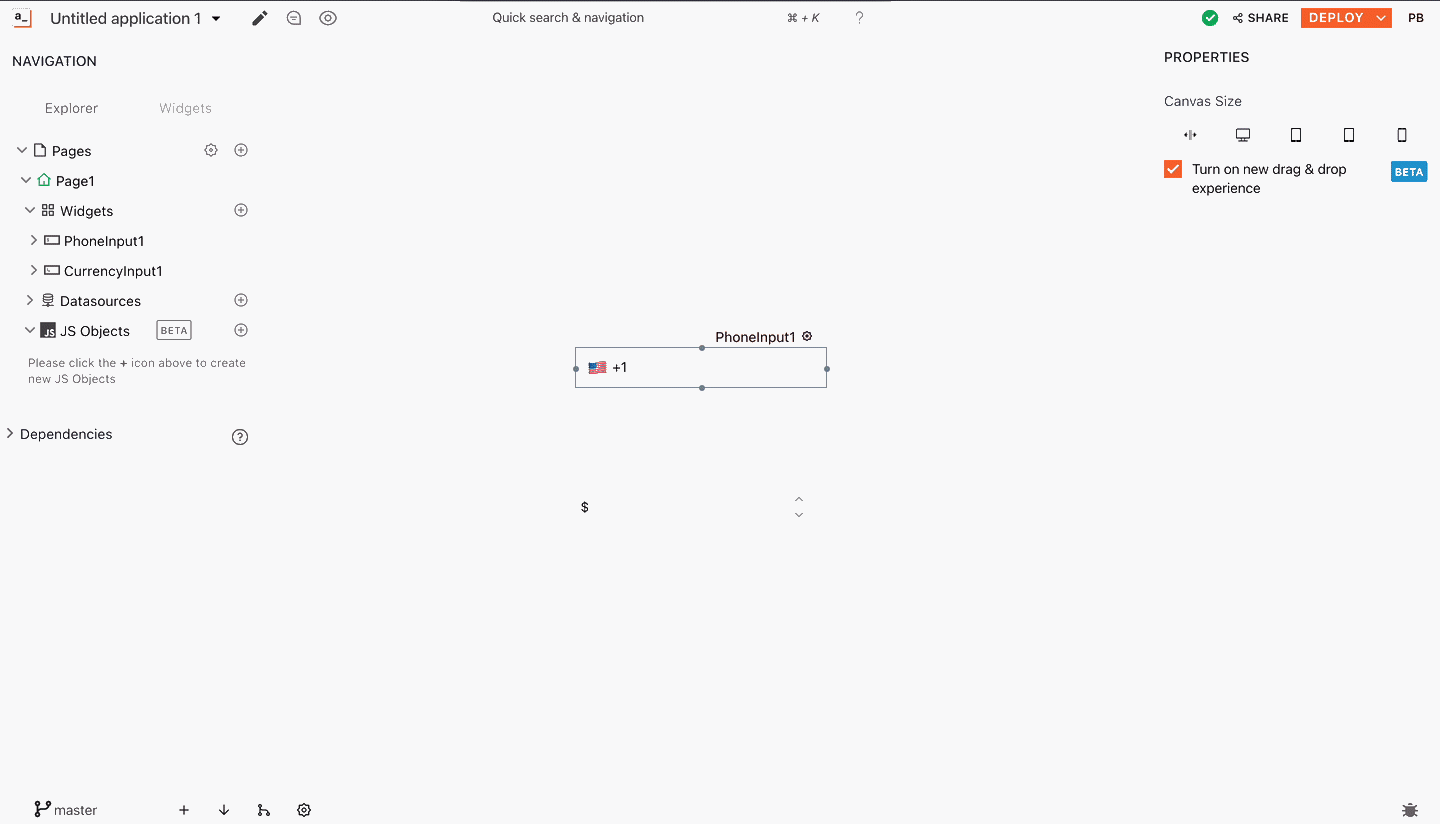 a_ Untitled application 1 Quick search & navigation ⌘ + K ? SHARE DEPLOY PB
NAVIGATION
PROPERTIES
Explorer Widgets
Canvas Size
Pages
Page1
Turn on new drag & drop
experience
BETA
Widgets
PhoneInput1
CurrencyInput1
Datasources
JS JS Objects BETA
Please click the + icon above to create
new JS Objects
Dependencies ?
PhoneInput1
+1
$
master